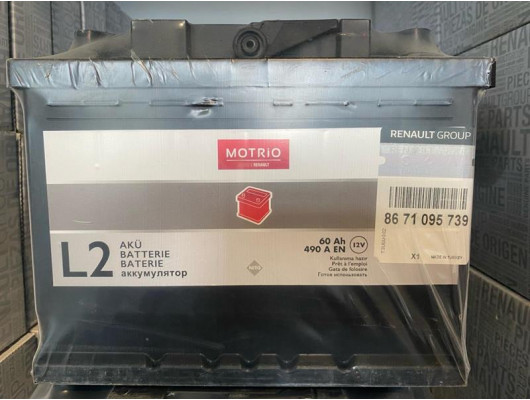 MOTRIO
RENAULT GROUP
86 71 095 739
L2
AKÜ
BATTERIE
BATERIE
аккумулятор
60 Ah
490 A EN
12V
Kullanıma hazır
Prêt à l'emploi
Gata de folosire
Готов использовать
X1